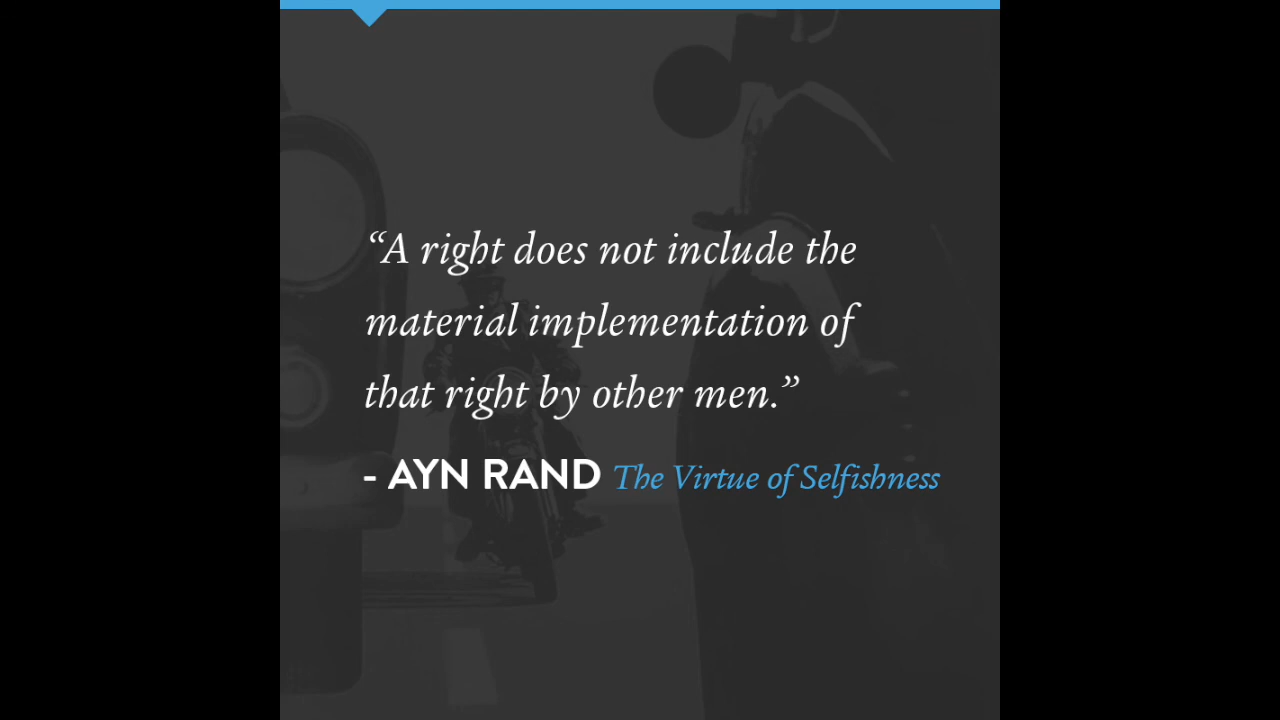 “A right does not include the
material implementation of
that right by other men.”
- AYN RAND The Virtue of Selfishness